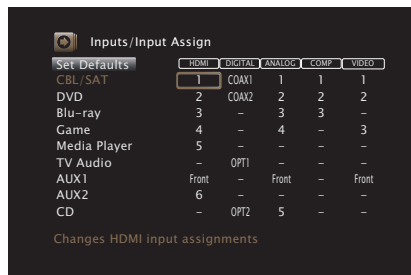 Inputs/Input Assign
Set Defaults HDMI DIGITAL ANALOG COMP VIDEO
CBL/SAT 1 COAX1 1 1 1
DVD 2 COAX2 2 2 2
Blu-ray 3 – 3 3 –
Game 4 – 4 – 3
Media Player 5 – – – –
TV Audio – OPT1 – – –
AUX1 Front – Front – Front
AUX2 6 – – – –
CD – OPT2 5 – –
Changes HDMI input assignments